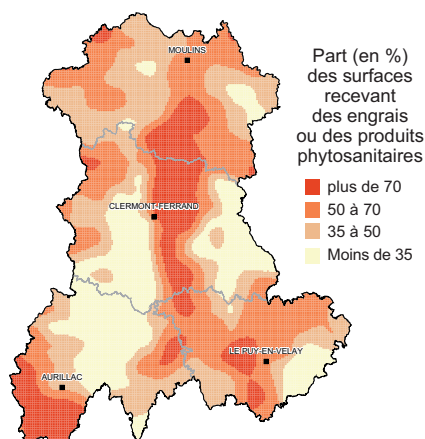 MOULINS
Part (en %)
des surfaces
recevant
des engrais
ou des produits
phytosanitaires
plus de 70
50 à 70
35 à 50
Moins de 35
CLERMONT-FERRAND
LE PUY-EN-VELAY
AURILLAC